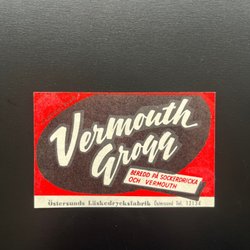 Vermouth
Grogg
BEREDD PÅ SOCKERDRICKA
OCH VERMOUTH
Östersunds Läskedrycksfabrik Östersund Tel. 12134